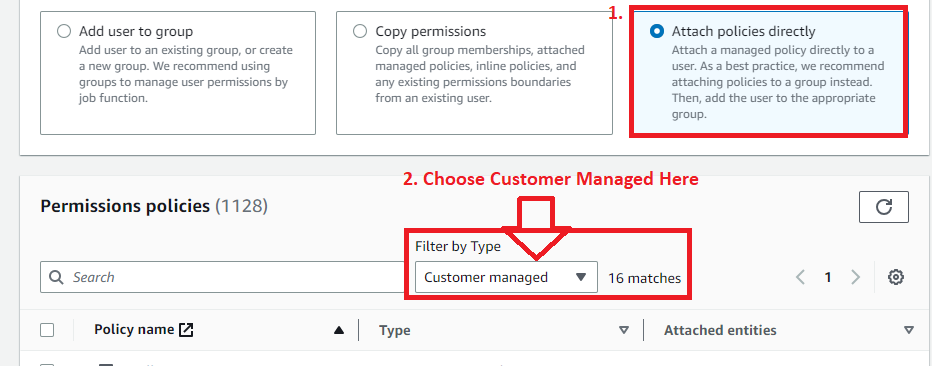 1.
Add user to group
Add user to an existing group, or create
a new group. We recommend using
groups to manage user permissions by
job function.
Copy permissions
Copy all group memberships, attached
managed policies, inline policies, and
any existing permissions boundaries
from an existing user.
Attach policies directly
Attach a managed policy directly to a
user. As a best practice, we recommend
attaching policies to a group instead.
Then, add the user to the appropriate
group.
2. Choose Customer Managed Here
Permissions policies (1128)
Filter by Type
Search
Customer managed
16 matches
1
Policy name
Type
Attached entities